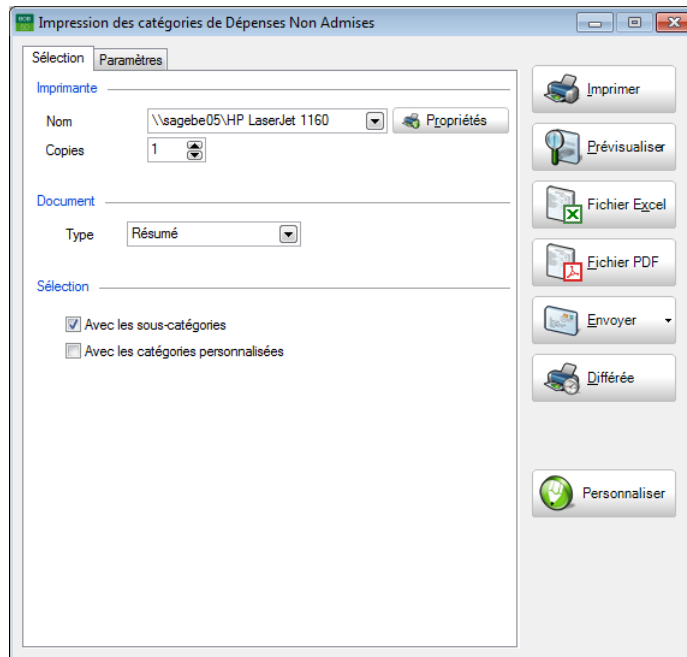 Impression des catégories de Dépenses Non Admises
Sélection Paramètres
Imprimante
Nom \\sagebe05\HP LaserJet 1160 Propriétés
Copies 1
Document
Type Résumé
Sélection
Avec les sous-catégories
Avec les catégories personnalisées
Imprimer
Prévisualiser
Fichier Excel
Fichier PDF
Envoyer
Différée
Personnaliser